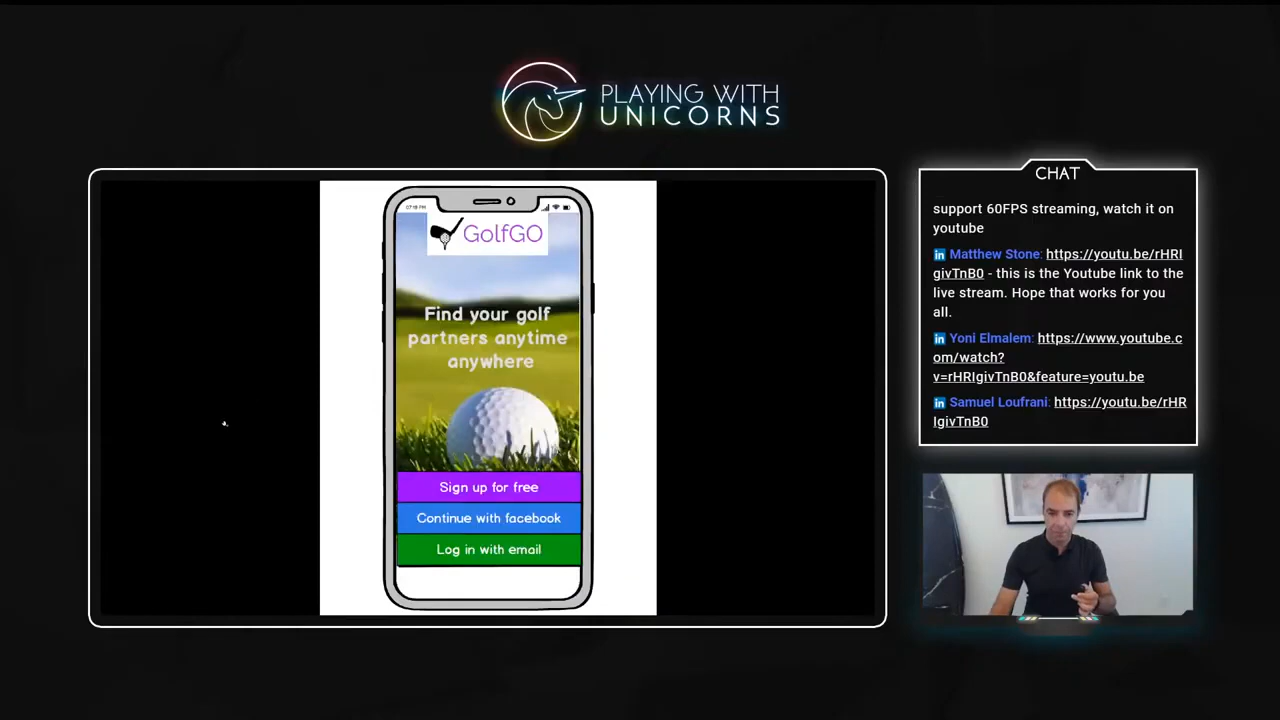 PLAYING WITH
UNICORNS
07:18 PM
GolfGO
Find your golf
partners anytime
anywhere
Sign up for free
Continue with facebook
Log in with email
CHAT
support 60FPS streaming, watch it on
youtube
Matthew Stone: https://youtu.be/rHRI
givTnB0 - this is the Youtube link to the
live stream. Hope that works for you
all.
Yoni Elmalem: https://www.youtube.c
om/watch?
v=rHRIgivTnB0&feature=youtu.be
Samuel Loufrani: https://youtu.be/rHR
IgivTnB0